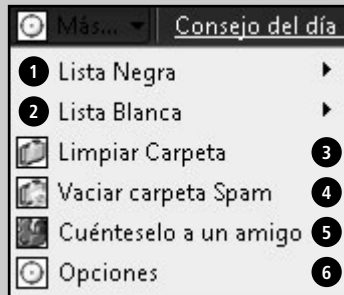 Más... Consejo del día
1 Lista Negra
2 Lista Blanca
Limpiar Carpeta 3
Vaciar carpeta Spam 4
Cuénteselo a un amigo 5
Opciones 6